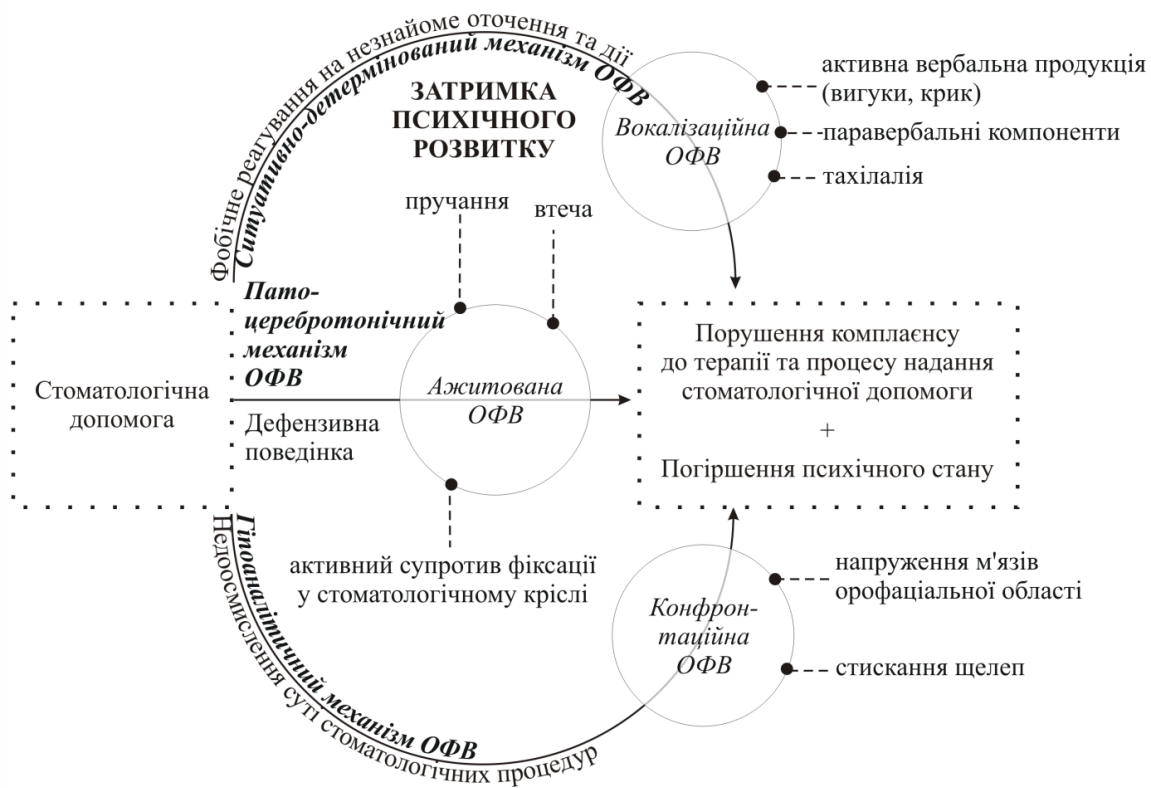 Фобічне реагування на незнайоме оточення та дії
Ситуативно-детермінований механізм ОФВ
ЗАТРИМКА
ПСИХІЧНОГО
РОЗВИТКУ
Вокалізаційна
ОФВ
активна вербальна продукція
(вигуки, крик)
паравербальні компоненти
тахілалія
пручання
втеча
Стоматологічна
допомога
Пато-
церебротонічний
механізм
ОФВ
Дефензивна
поведінка
Ажитована
ОФВ
активний супротив фіксації
у стоматологічному кріслі
Порушення комплаєнсу
до терапії та процесу надання
стоматологічної допомоги
+
Погіршення психічного стану
Гіпоаналітичний механізм ОФВ
Недоосмислення суті стоматологічних процедур
Конфрон-
таційна
ОФВ
напруження м'язів
орофаціальної області
стискання щелеп